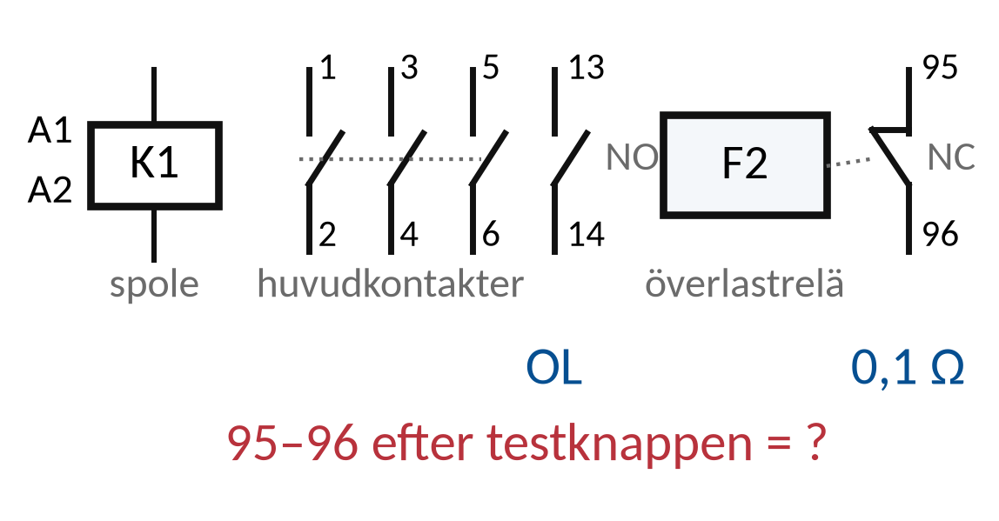 1 3 5 13 95
A1 K1 NO F2 NC
A2
2 4 6 14 96
spole huvudkontakter överlastrelä
OL 0,1 Ω
95–96 efter testknappen = ?